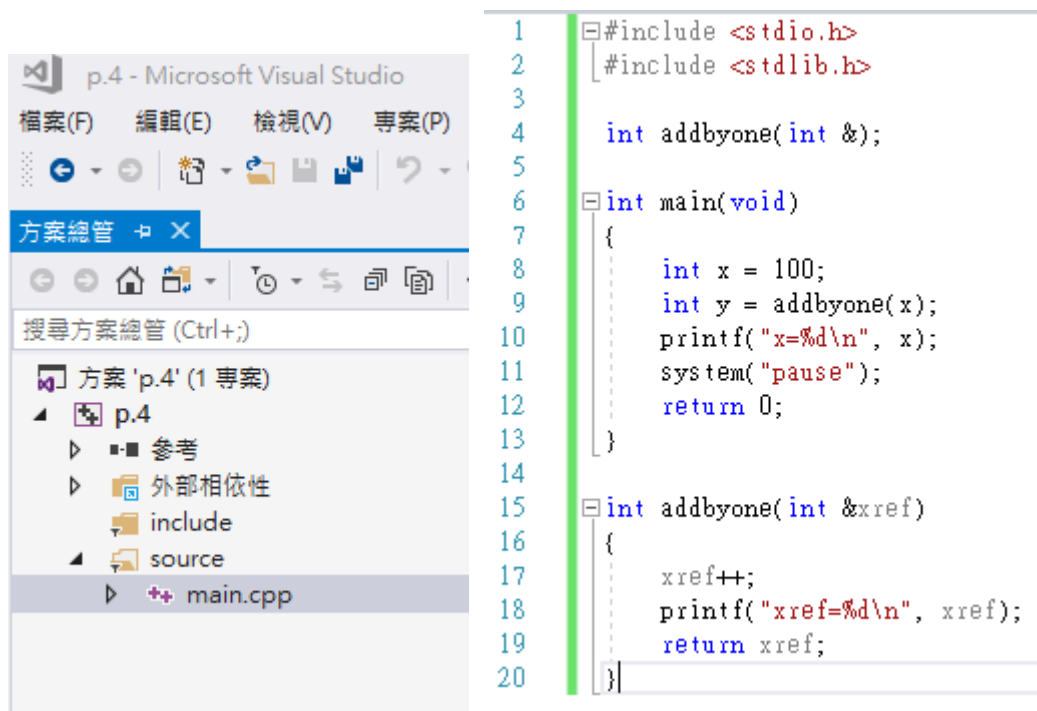 p.4 - Microsoft Visual Studio
檔案(F) 編輯(E) 檢視(V) 專案(P)
方案總管
搜尋方案總管 (Ctrl+;)
方案 'p.4' (1 專案)
p.4
參考
外部相依性
include
source
main.cpp
1 #include <stdio.h>
2 #include <stdlib.h>
3
4 int addbyone(int &);
5
6 int main(void)
7 {
8 int x = 100;
9 int y = addbyone(x);
10 printf("x=%d\n", x);
11 system("pause");
12 return 0;
13 }
14
15 int addbyone(int &xref)
16 {
17 xref++;
18 printf("xref=%d\n", xref);
19 return xref;
20 }